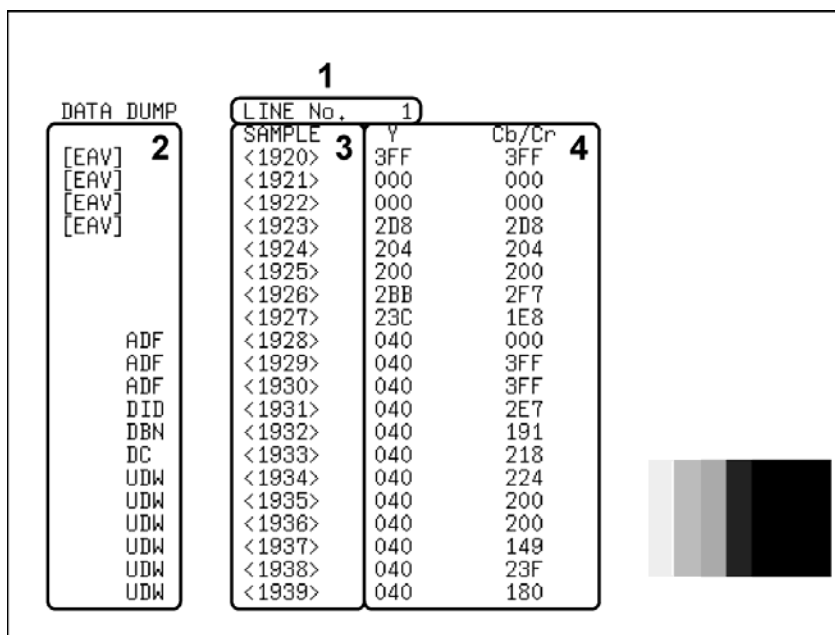 1
DATA DUMP LINE No. 1
2 SAMPLE 3 Y Cb/Cr 4
[EAV] <1920> 3FF 3FF
[EAV] <1921> 000 000
[EAV] <1922> 000 000
[EAV] <1923> 2D8 2D8
<1924> 204 204
<1925> 200 200
<1926> 2BB 2F7
<1927> 23C 1E8
ADF <1928> 040 000
ADF <1929> 040 3FF
ADF <1930> 040 3FF
DID <1931> 040 2E7
DBN <1932> 040 191
DC <1933> 040 218
UDW <1934> 040 224
UDW <1935> 040 200
UDW <1936> 040 200
UDW <1937> 040 149
UDW <1938> 040 23F
UDW <1939> 040 180